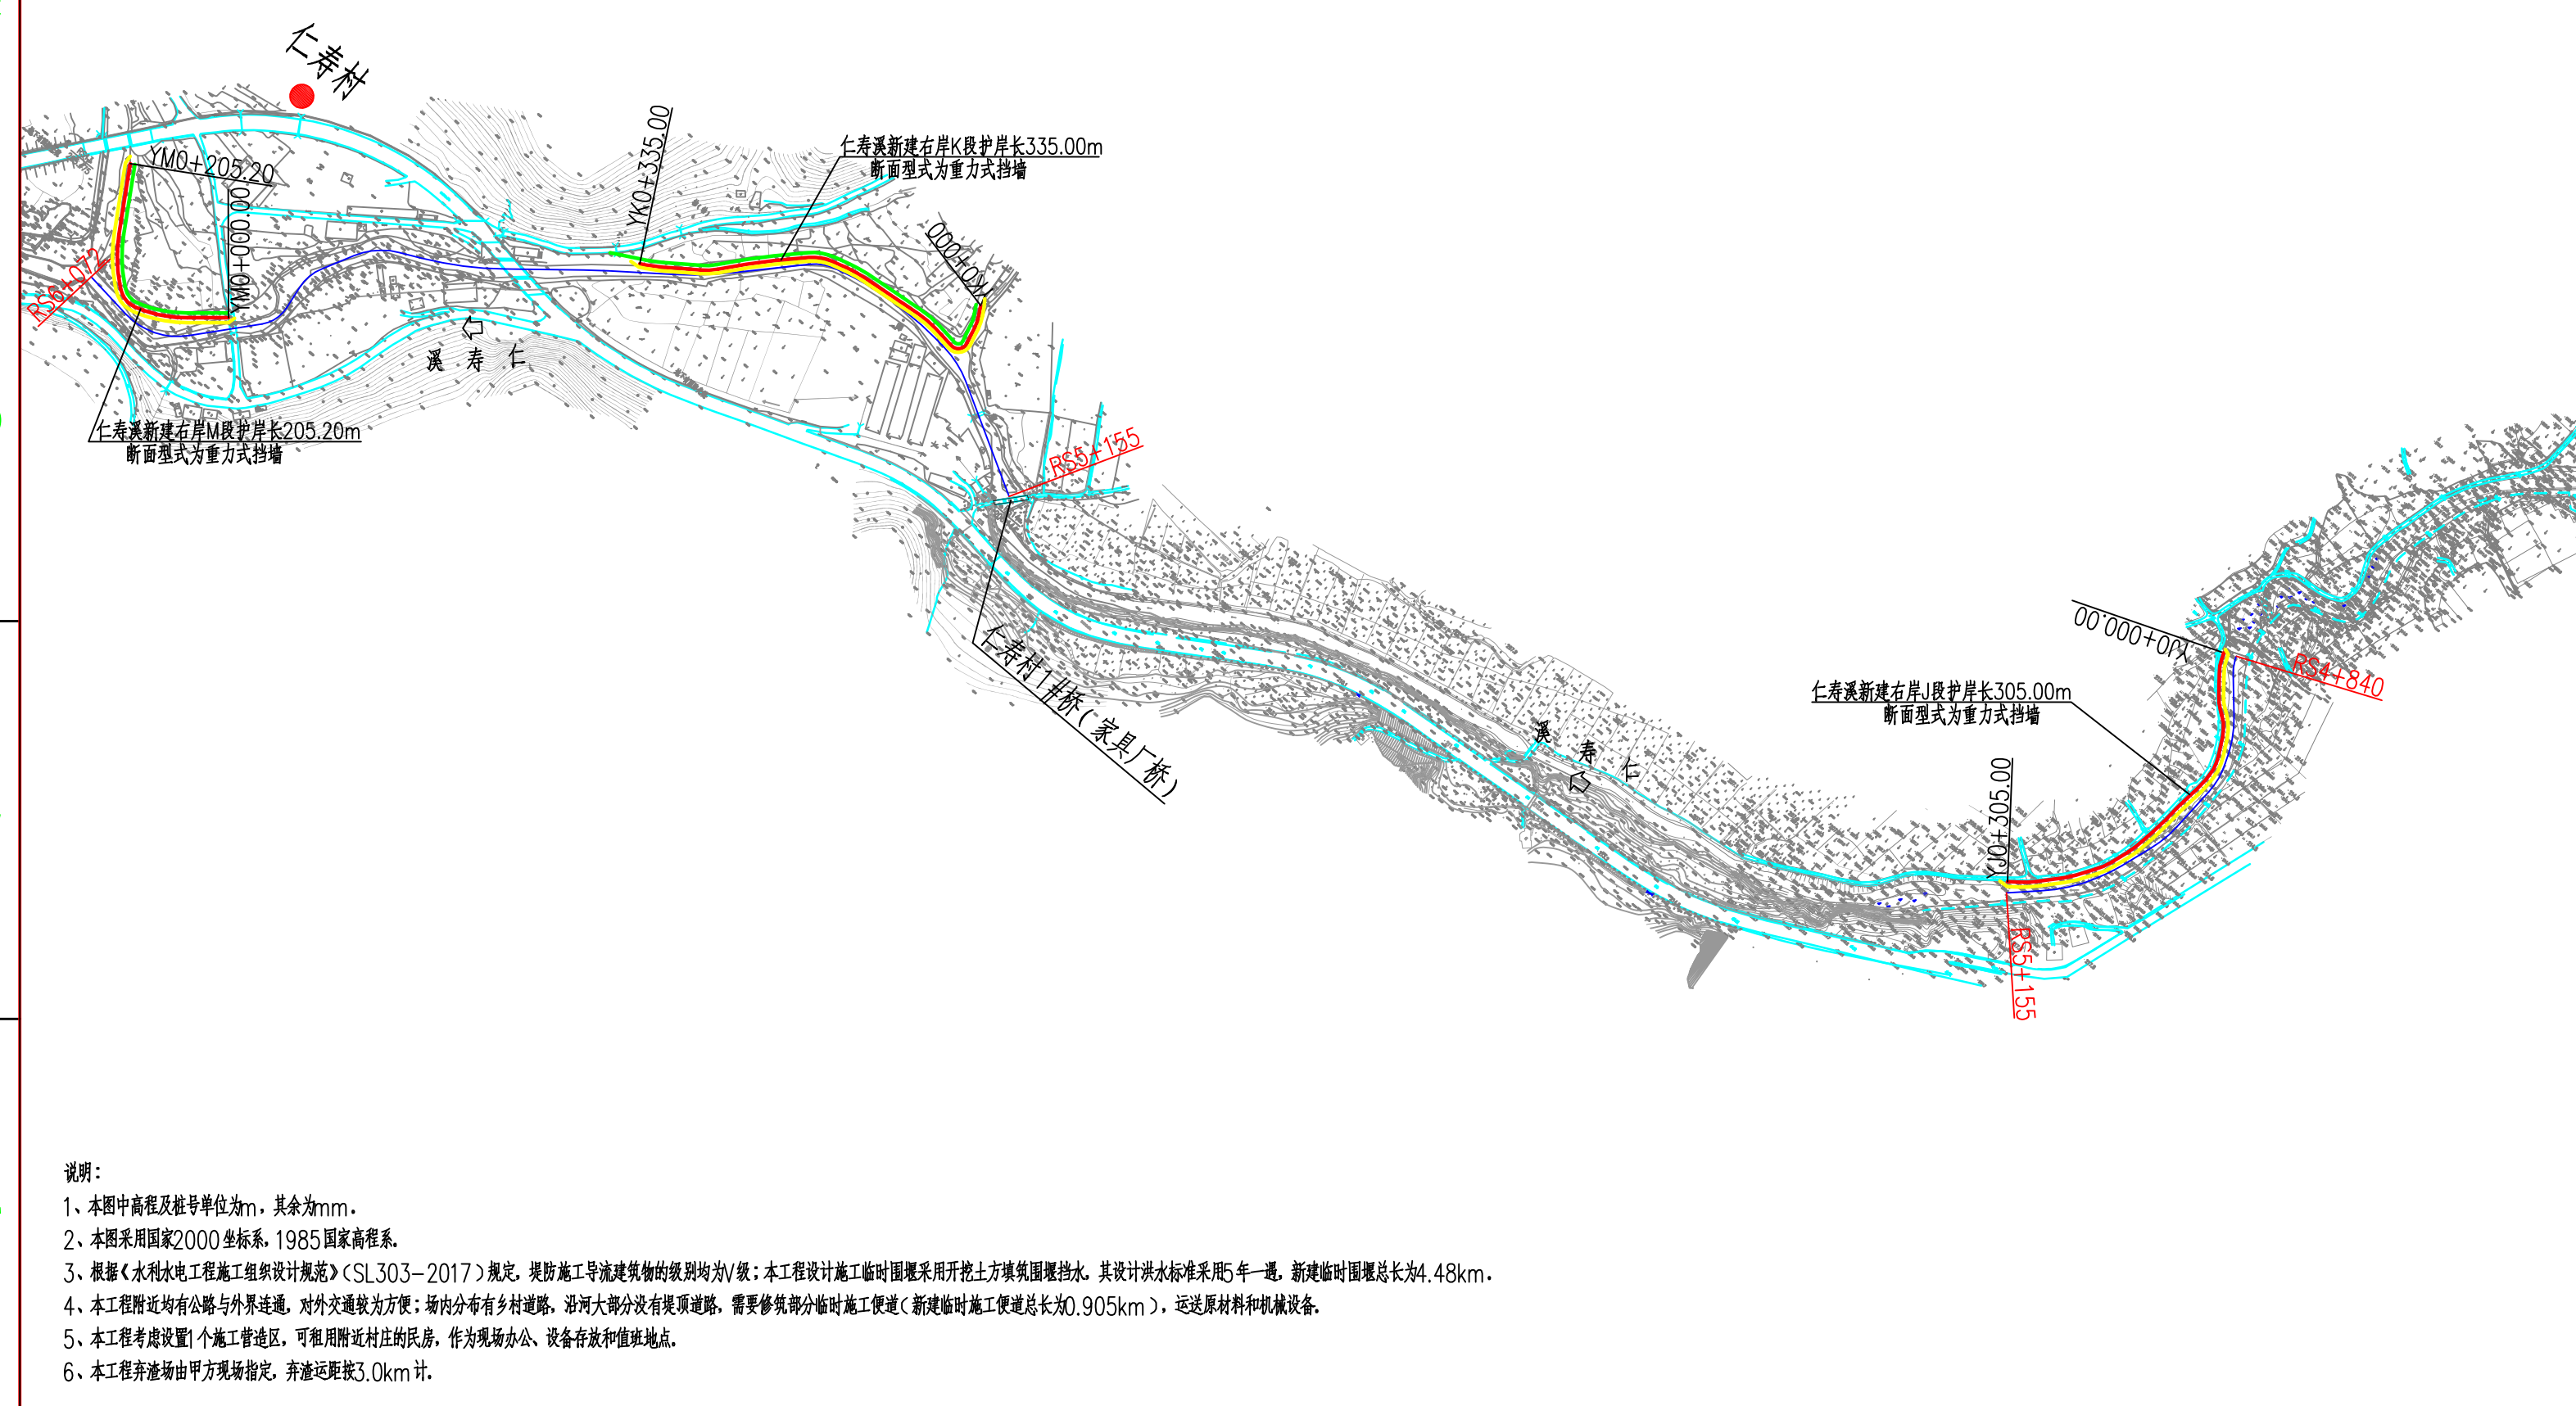 仁寿村
YM0+205.20
YM0+000.00
RS6+072
仁寿溪新建右岸M段护岸长205.20m
断面型式为重力式挡墙
溪 寿 仁
YK0+335.00
仁寿溪新建右岸K段护岸长335.00m
断面型式为重力式挡墙
YK0+000
RS5+155
仁寿村1#桥(家具厂桥)
溪 寿 仁
YJ0+000.00
RS4+840
仁寿溪新建右岸J段护岸长305.00m
断面型式为重力式挡墙
YJ0+305.00
RS5+155
说明：
1、本图中高程及桩号单位为m，其余为mm。
2、本图采用国家2000坐标系，1985国家高程系。
3、根据《水利水电工程施工组织设计规范》（SL303-2017）规定，堤防施工导流建筑物的级别均为V级；本工程设计施工临时围堰采用开挖土方填筑围堰挡水，其设计洪水标准采用5年一遇，新建临时围堰总长为4.48km。
4、本工程附近均有公路与外界连通，对外交通较为方便；场内分布有乡村道路，沿河大部分没有堤顶道路，需要修筑部分临时施工便道（新建临时施工便道总长为0.905km），运送原材料和机械设备。
5、本工程考虑设置1个施工营造区，可租用附近村庄的民房，作为现场办公、设备存放和值班地点。
6、本工程弃渣场由甲方现场指定，弃渣运距按3.0km计。